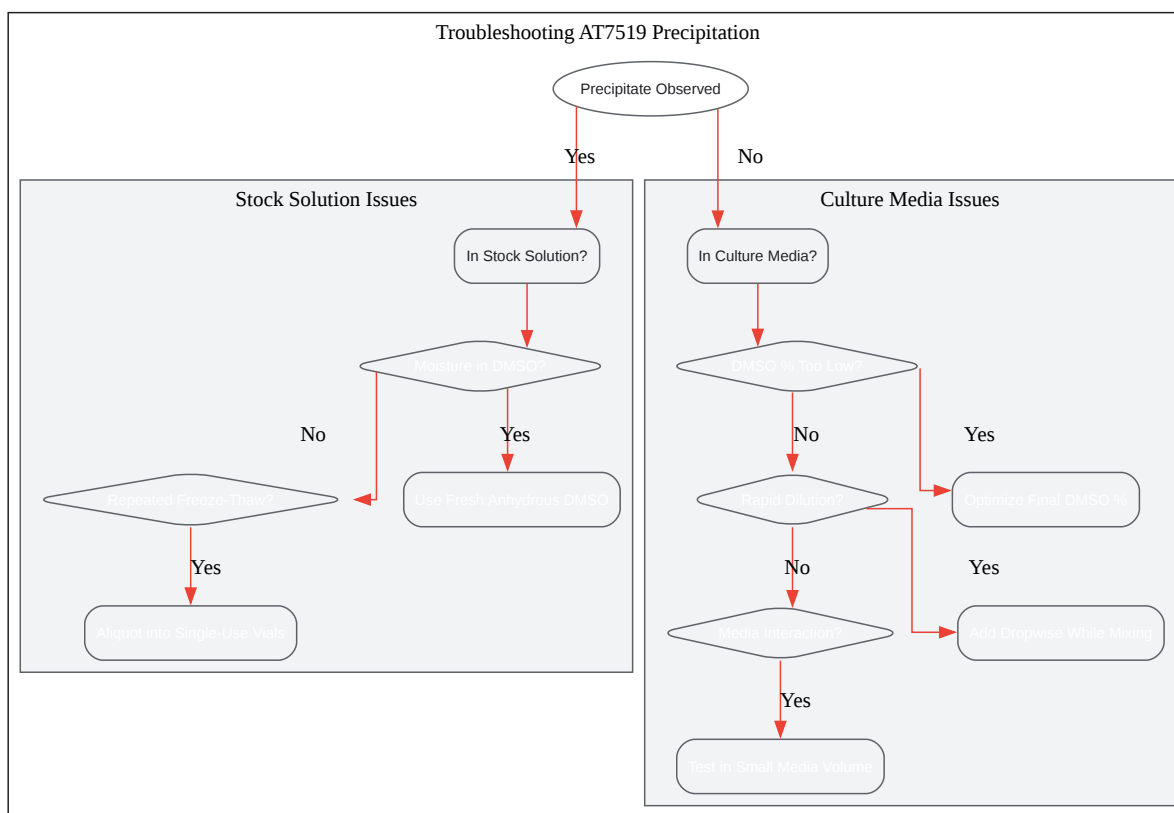 Troubleshooting AT7519 Precipitation
Precipitate Observed
Yes
No
Stock Solution Issues
Culture Media Issues
In Stock Solution?
In Culture Media?
Moisture in DMSO?
DMSO % Too Low?
No
Yes
No
Yes
Repeated Freeze-Thaw?
Use Fresh Anhydrous DMSO
Rapid Dilution?
Optimize Final DMSO %
Yes
No
Yes
Aliquot into Single-Use Vials
Media Interaction?
Add Dropwise While Mixing
Yes
Test in Small Media Volume